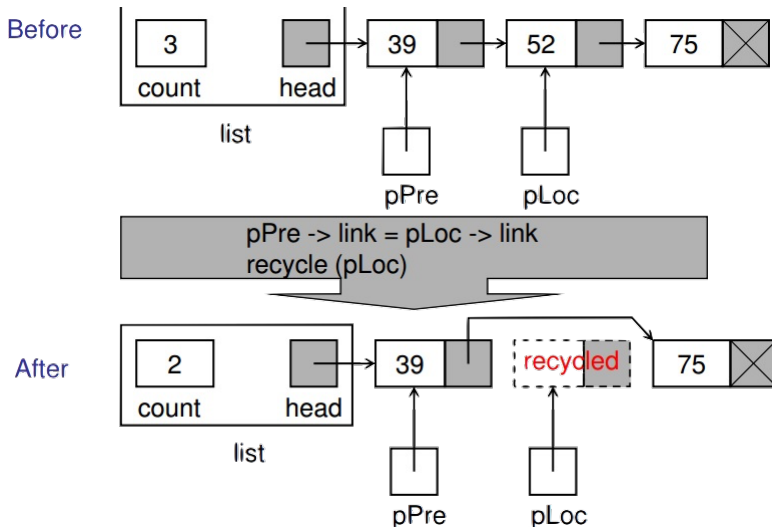 Before
3 39 52 75
count head
list
pPre pLoc
pPre -> link = pLoc -> link
recycle (pLoc)
After
2 39 recycled 75
count head
list
pPre pLoc